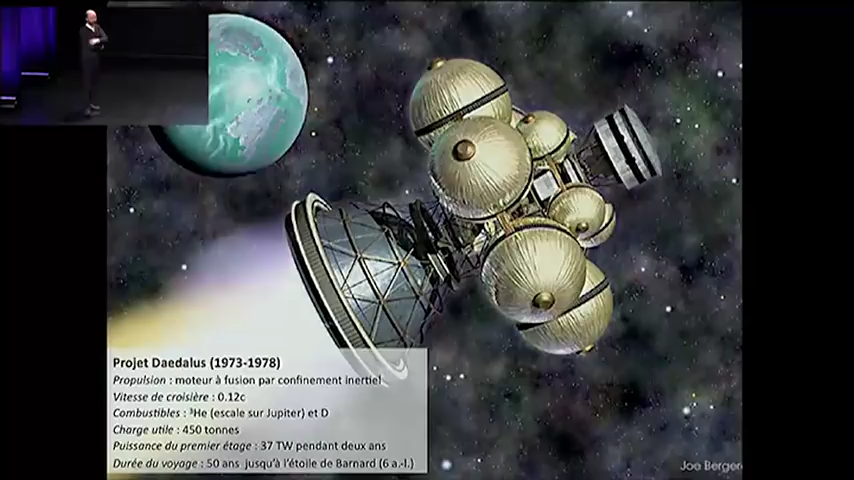 Projet Daedalus (1973-1978)
Propulsion : moteur à fusion par confinement inertiel
Vitesse de croisière : 0.12c
Combustibles : ³He (escale sur Jupiter) et D
Charge utile : 450 tonnes
Puissance du premier étage : 37 TW pendant deux ans
Durée du voyage : 50 ans jusqu'à l'étoile de Barnard (6 a.-l.)
Joe Berger